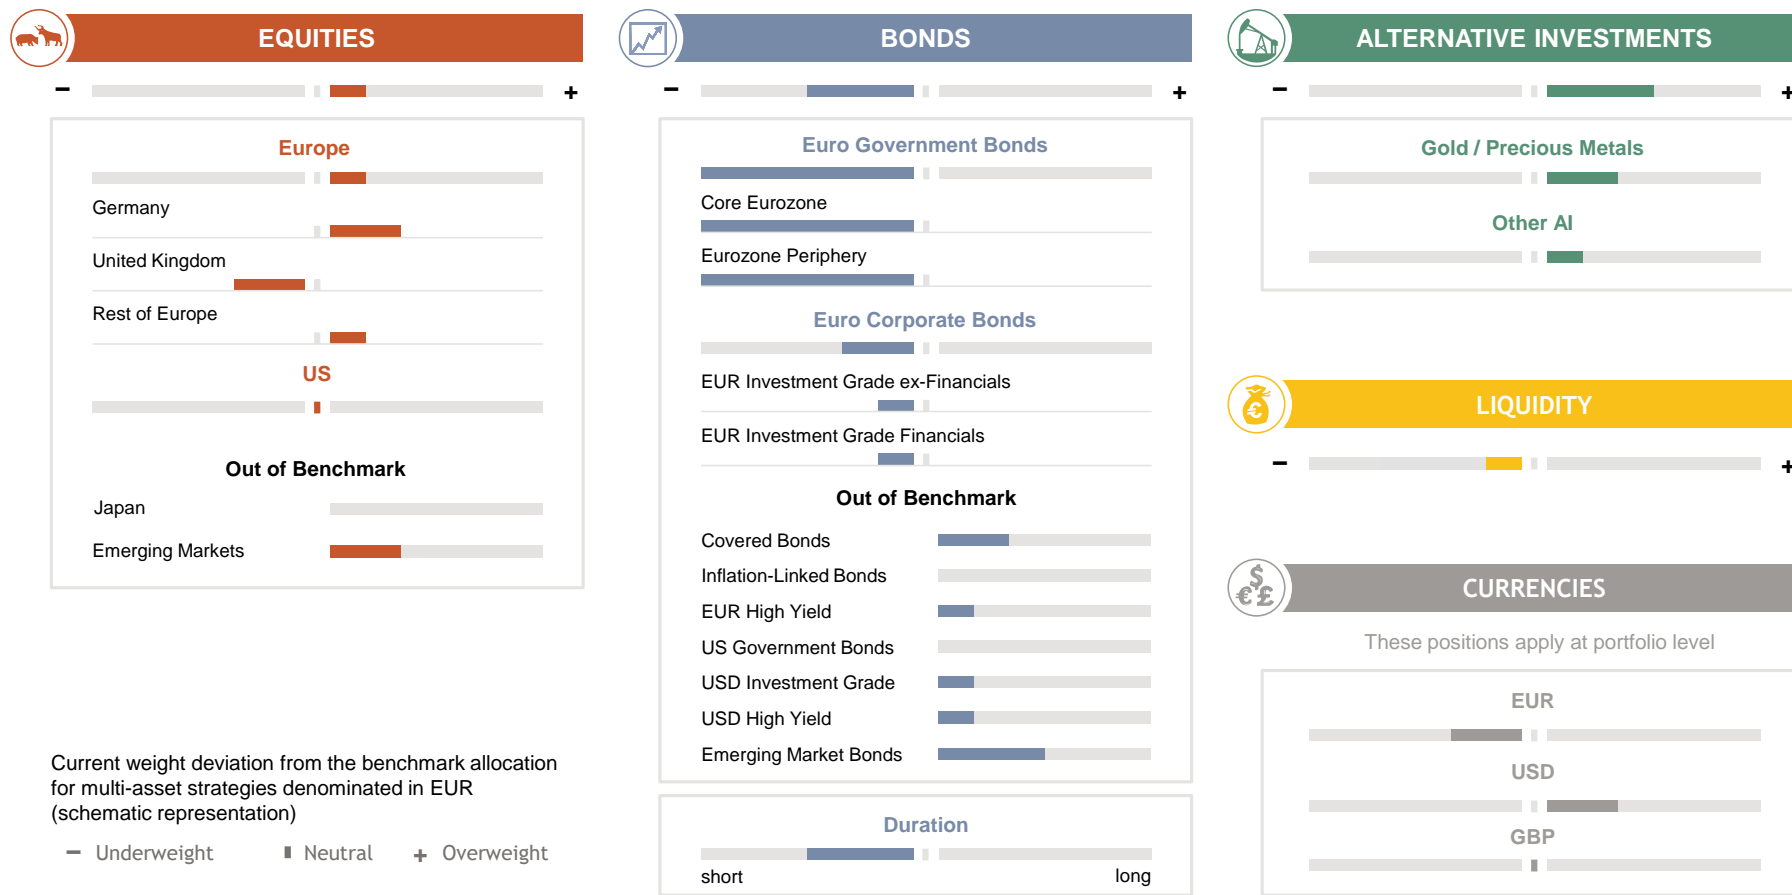 EQUITIES
− +
Europe
Germany
United Kingdom
Rest of Europe
US
Out of Benchmark
Japan
Emerging Markets
Current weight deviation from the benchmark allocation
for multi-asset strategies denominated in EUR
(schematic representation)
− Underweight Neutral + Overweight
BONDS
− +
Euro Government Bonds
Core Eurozone
Eurozone Periphery
Euro Corporate Bonds
EUR Investment Grade ex-Financials
EUR Investment Grade Financials
Out of Benchmark
Covered Bonds
Inflation-Linked Bonds
EUR High Yield
US Government Bonds
USD Investment Grade
USD High Yield
Emerging Market Bonds
Duration
short long
ALTERNATIVE INVESTMENTS
− +
Gold / Precious Metals
Other AI
€
LIQUIDITY
− +
$
€£
CURRENCIES
These positions apply at portfolio level
EUR
USD
GBP